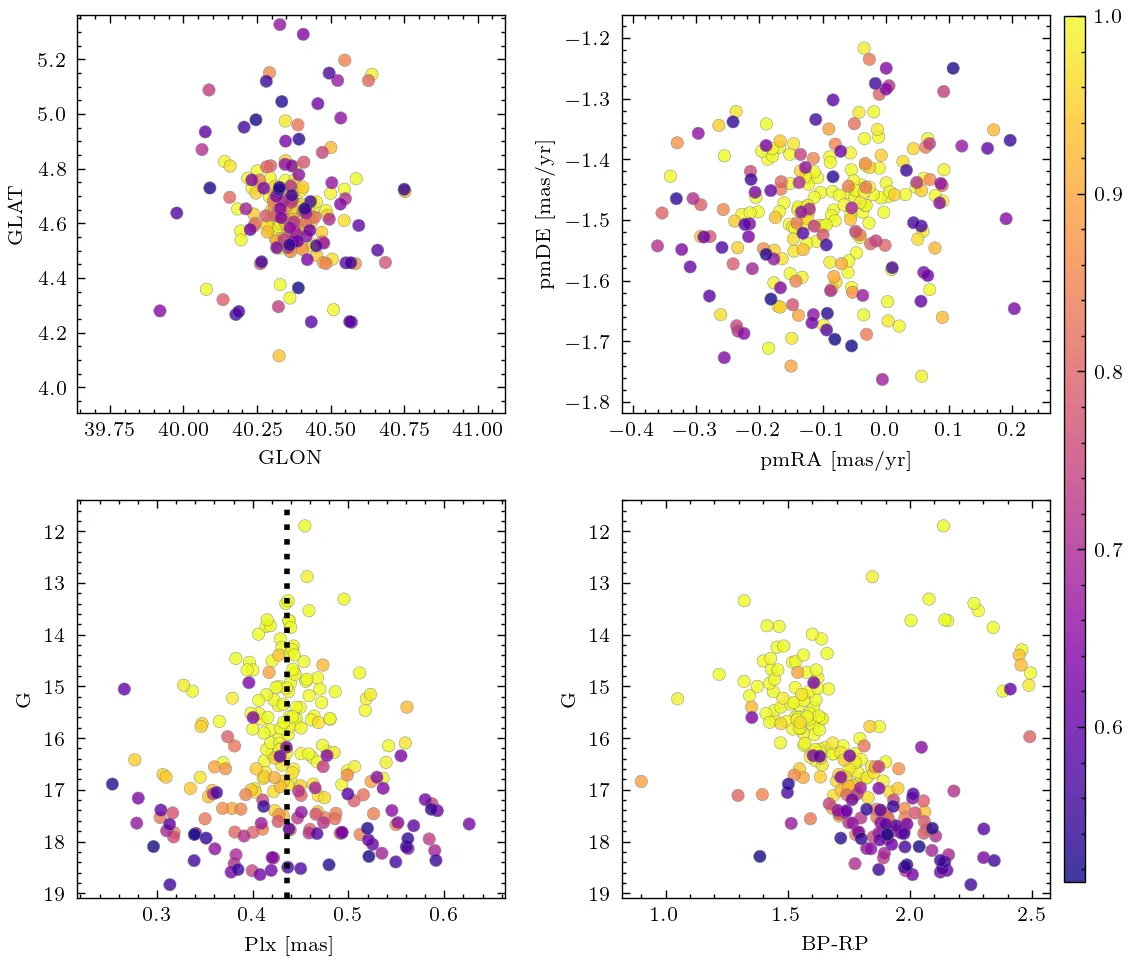 5.2
5.0
4.8
4.6
4.4
4.2
4.0
GLAT
39.75 40.00 40.25 40.50 40.75 41.00
GLON
−1.2
−1.3
−1.4
−1.5
−1.6
−1.7
−1.8
pmDE [mas/yr]
−0.4 −0.3 −0.2 −0.1 0.0 0.1 0.2
pmRA [mas/yr]
1.0
0.9
0.8
0.7
0.6
12
13
14
15
16
17
18
19
G
0.3 0.4 0.5 0.6
Plx [mas]
12
13
14
15
16
17
18
19
G
1.0 1.5 2.0 2.5
BP-RP